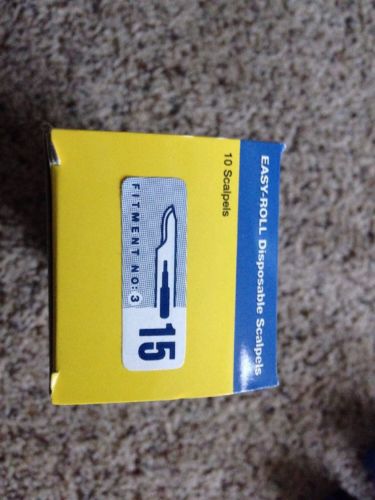 EASY-ROLL Disposable Scalpels
10 Scalpels
FITMENT NO: 3
15